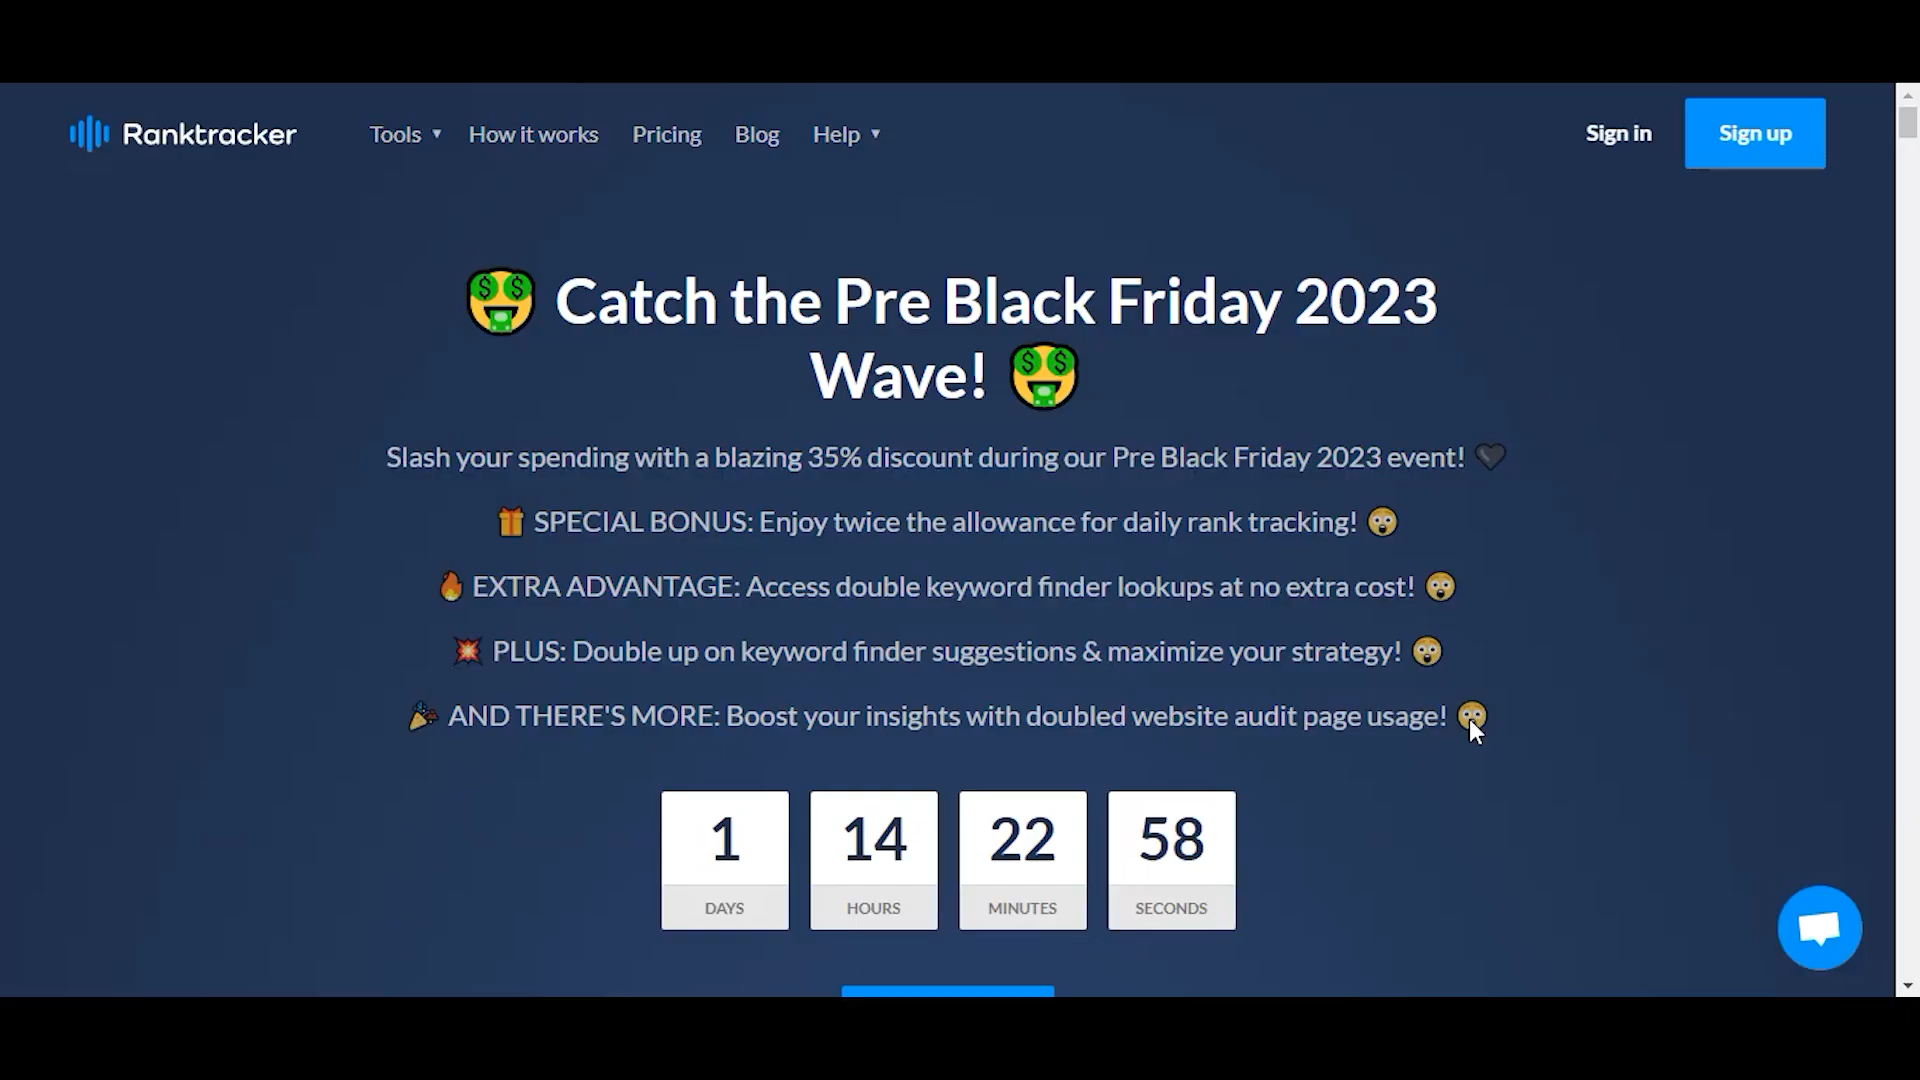 Ranktracker
Tools
How it works
Pricing
Blog
Help
Sign in
Sign up
Catch the Pre Black Friday 2023
Wave!
Slash your spending with a blazing 35% discount during our Pre Black Friday 2023 event!
SPECIAL BONUS: Enjoy twice the allowance for daily rank tracking!
EXTRA ADVANTAGE: Access double keyword finder lookups at no extra cost!
PLUS: Double up on keyword finder suggestions & maximize your strategy!
AND THERE'S MORE: Boost your insights with doubled website audit page usage!
1
14
22
58
DAYS
HOURS
MINUTES
SECONDS